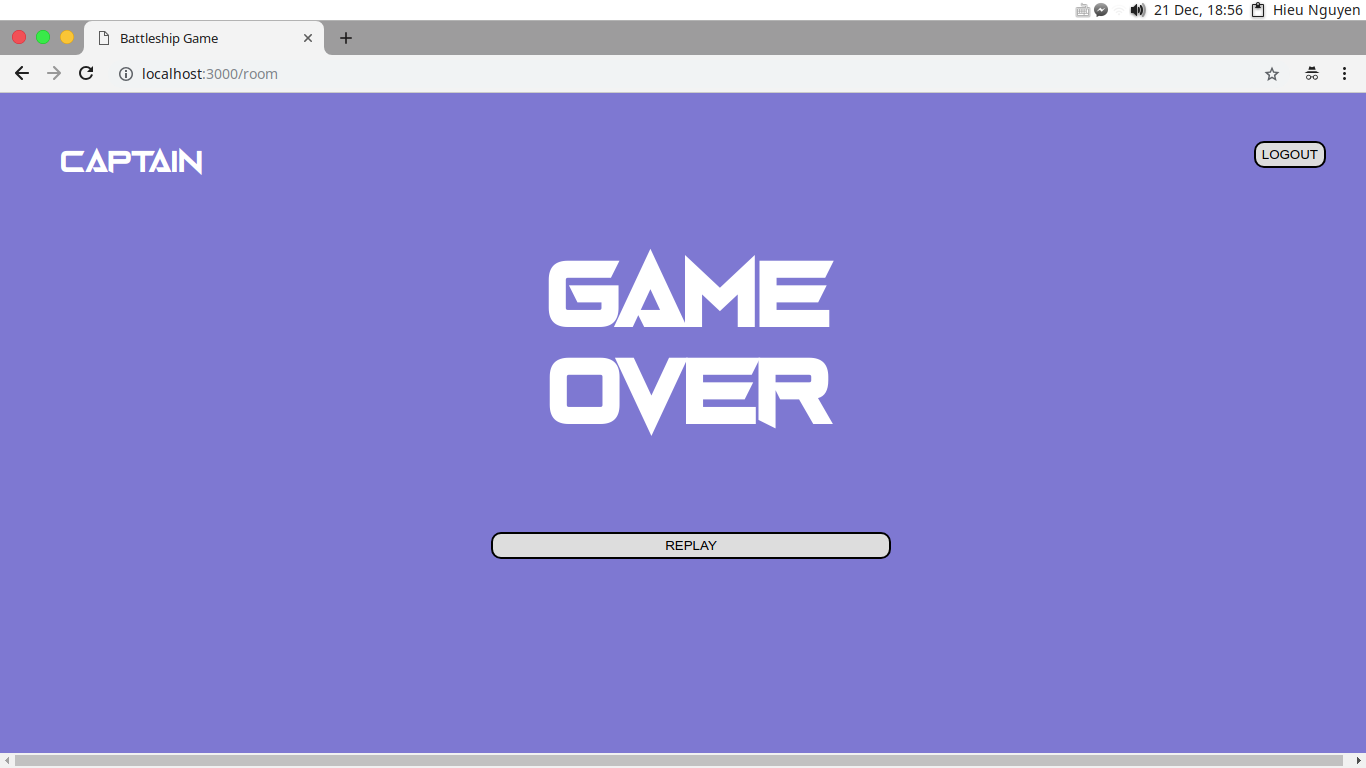 21 Dec, 18:56 Hieu Nguyen
Battleship Game
localhost:3000/room
CAPTAIN
LOGOUT
GAME
OVER
REPLAY